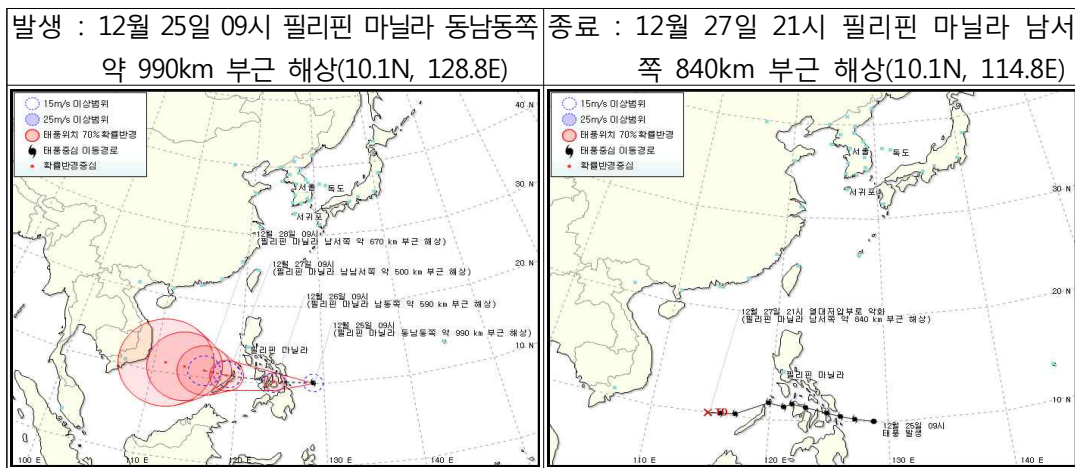 발생 : 12월 25일 09시 필리핀 마닐라 동남동쪽
약 990km 부근 해상(10.1N, 128.8E)
종료 : 12월 27일 21시 필리핀 마닐라 남서
쪽 840km 부근 해상(10.1N, 114.8E)
15m/s 이상범위
25m/s 이상범위
태풍위치 70%확률반경
태풍중심 이동경로
확률반경중심
40 N
서울 독도
30 N
서귀포
12월 28일 09시
(필리핀 마닐라 남서쪽 약 670 km 부근 해상)
12월 27일 09시
(필리핀 마닐라 남남서쪽 약 500 km 부근 해상)
20 N
12월 26일 09시
(필리핀 마닐라 남동쪽 약 590 km 부근 해상)
12월 25일 09시
(필리핀 마닐라 동남동쪽 약 990 km 부근 해상)
필리핀 마닐라
10 N
100 E
110 E
120 E
130 E
140 E
15m/s 이상범위
25m/s 이상범위
태풍위치 70%확률반경
태풍중심 이동경로
확률반경중심
40 N
서울 독도
서귀포
30 N
20 N
12월 27일 21시 열대저압부로 약화
(필리핀 마닐라 남서쪽 약 840 km 부근 해상)
필리핀 마닐라
10 N
TD
12월 25일 09시
태풍 발생
110 E
120 E
130 E
140 E